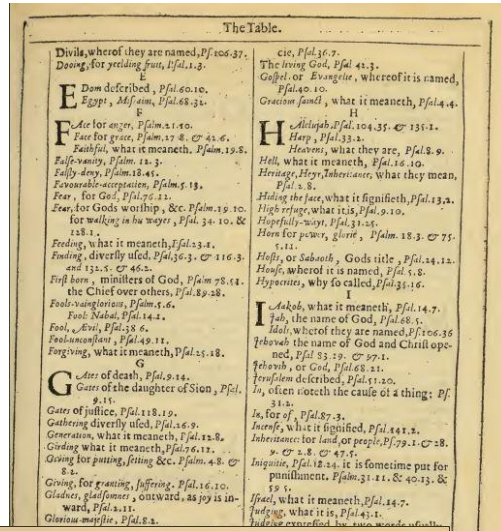 The Table.
Divils, wherof they are named, Ps. 106.37.
Dooing, for yeelding fruit, Psal. 1.3.
E
EDom described, Psal. 60.10.
Egypt, Misraim, Psal. 68.32.
F
FAce for anger, Psalm. 21.10.
Face for grace, Psalm. 17 8. & 42.6.
Faithful, what it meaneth. Psalm. 19.8.
False-vanity, Psalm. 12.3.
Falsly-deny, Psalm. 18.45.
Favourable-acceptation, Psalm. 5.13.
Fear, for God, Psal. 76.12.
Fear, for Gods worship, &c. Psalm. 19.10.
for walking in his wayes, Psal. 34.10. &
128.1.
Feeding, what it meaneth, Psal. 23.1.
Finding, diversly used, Psal. 36.3. & 116.3.
and 132.5. & 46.2.
First born, ministers of God, Psalm 78.51.
the Chief over others, Psal. 89.28.
Fools-vainglorious, Psalm. 5.6.
Fool: Nabal, Psal. 14.1.
Fool, Ævil, Psal. 38 6.
Fool-unconstant, Psal. 49.11.
Forgiving, what it meaneth, Psal. 25.18.
G
GAtes of death, Psal. 9.14.
Gates of the daughter of Sion, Psal.
9.15.
Gates of justice, Psal. 118.19.
Gathering diversly used, Psal. 26.9.
Generation, what it meaneth, Psal. 12.8.
Girding what it meaneth, Psal. 76.11.
Giving for putting, setting &c. Psalm. 4.8. &
8.2.
Giving, for granting, suffering. Psal. 16.10.
Gladnes, gladsomnes, outward, as joy is in-
ward, Psal. 2.11.
Glorious-majestie, Psal. 8.2.
cie, Psal. 36.7.
The living God, Psal 42.3.
Gospel. or Evangelie, whereof it is named,
Psal. 40.10.
Gracious sainct, what it meaneth, Psal. 4.4.
H
HAlelujah, Psal. 104.35. & 135.1.
Harp, Psal. 33.2.
Heavens, what they are, Psal. 8.9.
Hell, what it meaneth, Psal. 16.10.
Heritage, Heyr, Inheritance, what they mean,
Psal. 2.8.
Hiding the face, what it signifieth, Psal. 13.2.
High refuge, what it is, Psal. 9.10.
Hopefully-wayt, Psal. 31.25.
Horn for power, glorie, Psalm. 18.3. & 75-
5.11.
Hosts, or Sabaoth, Gods title, Psal. 24.12.
House, wherof it is named, Psal. 5.8.
Hypocrites, why so called, Psal. 35.16.
I
IAakob, what it meaneth, Psal. 14.7.
Jah, the name of God, Psal. 68.5.
Idols, whetof they are named, Ps. 106.36
Jehovah the name of God and Christ ope-
ned, Psal 83.19. & 97.1.
Jehovih, or God, Psal. 68.21.
Jerusalem described, Psal. 51.20.
In, often noteth the cause of a thing: Ps.
31.2.
In, for of, Psal. 87.3.
Incense, what it signified, Psal. 141.2.
Inheritance: for land, or people, Ps. 79.1. & 28.
9. & 2.8. & 47.5.
Iniquitie, Psal. 18.24. it is sometime put for
punishment. Psalm. 31.11. & 40.13. &
59 5.
Israel, what it meaneth, Psal. 14.7.
Judging, what it is, Psal. 43.1.
Judging expressed by two words usually